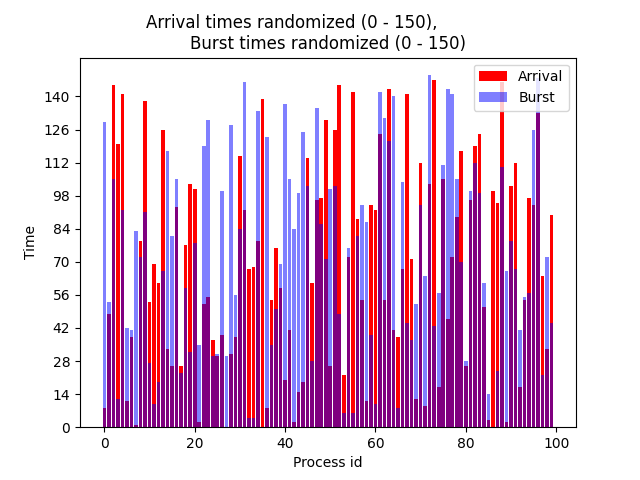 Arrival times randomized (0 - 150),
Burst times randomized (0 - 150)
Arrival
Burst
Time
140
126
112
98
84
70
56
42
28
14
0
0 20 40 60 80 100
Process id